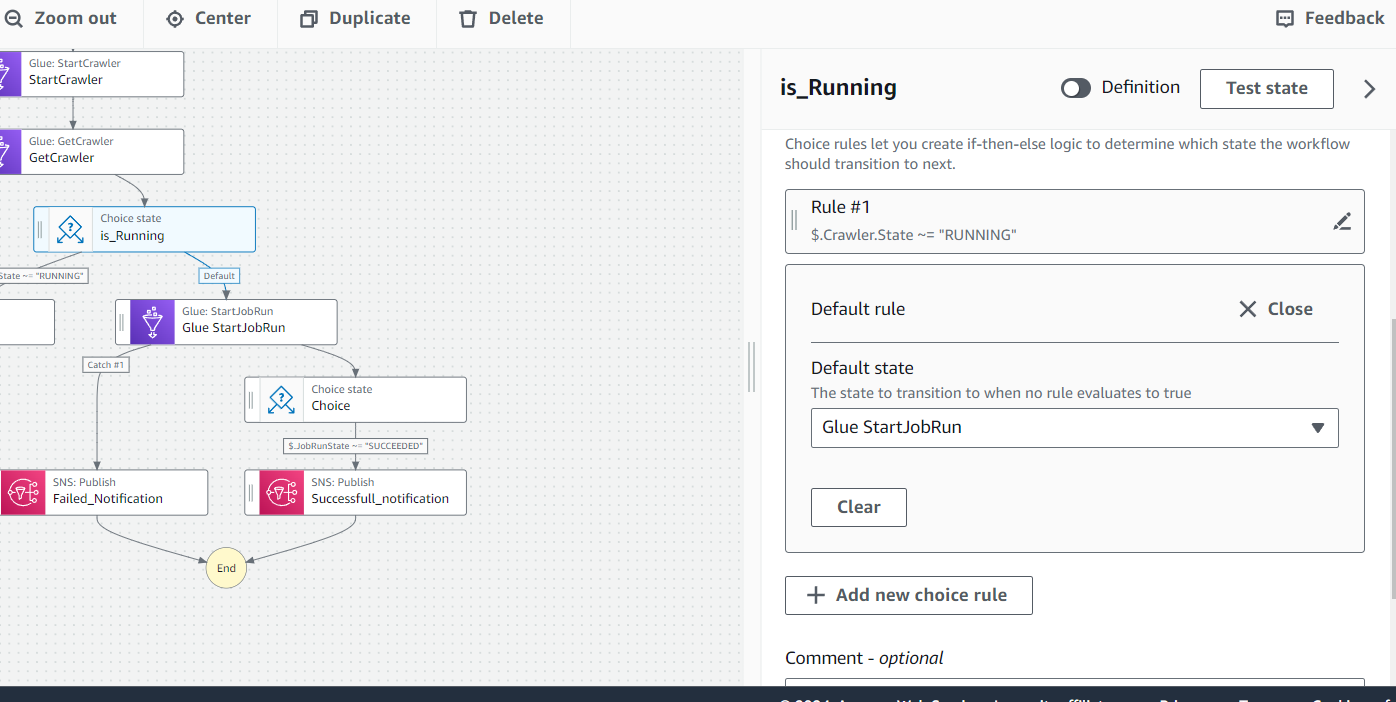 Zoom out
Center
Duplicate
Delete
Feedback
Glue: StartCrawler
StartCrawler
Glue: GetCrawler
GetCrawler
Choice state
is_Running
State ~= "RUNNING"
Default
Glue: StartJobRun
Glue StartJobRun
Catch #1
Choice state
Choice
$.JobRunState ~= "SUCCEEDED"
SNS: Publish
Failed_Notification
SNS: Publish
Successfull_notification
End
is_Running
Definition
Test state
Choice rules let you create if-then-else logic to determine which state the workflow
should transition to next.
Rule #1
$.Crawler.State ~= "RUNNING"
Default rule
Close
Default state
The state to transition to when no rule evaluates to true
Glue StartJobRun
Clear
Add new choice rule
Comment - optional